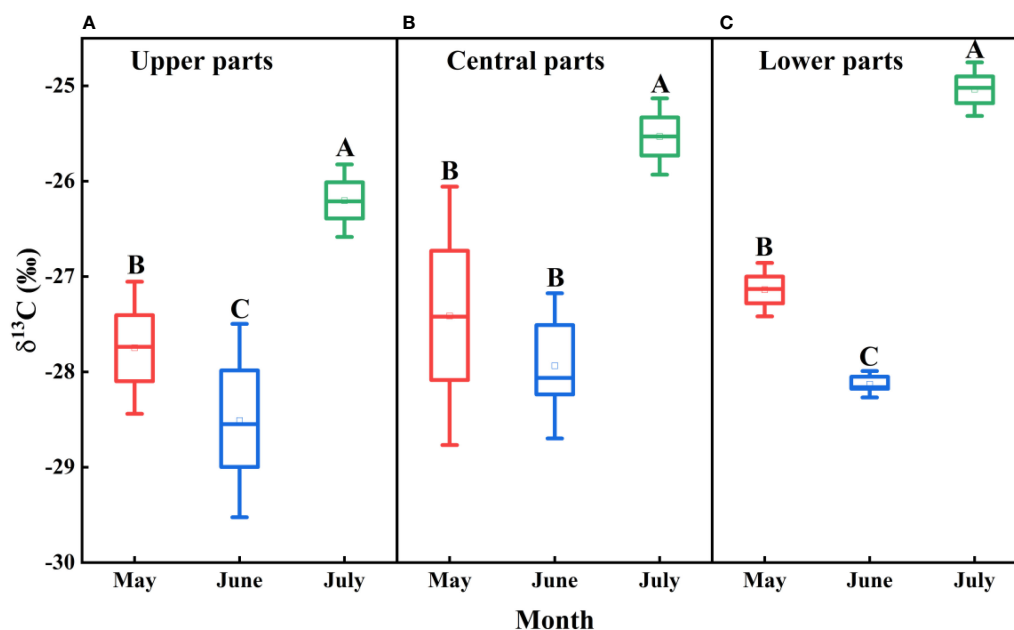 A B C
Upper parts Central parts Lower parts
A A A
B B B
C B C
δ¹³C (‰)
-25
-26
-27
-28
-29
-30
May June July May June July May June July
Month